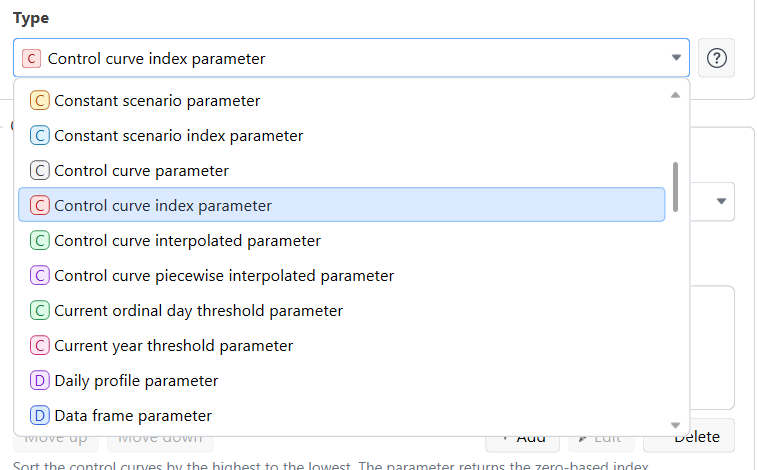 Type
C Control curve index parameter
?
C Constant scenario parameter
C Constant scenario index parameter
C Control curve parameter
C Control curve index parameter
C Control curve interpolated parameter
C Control curve piecewise interpolated parameter
C Current ordinal day threshold parameter
C Current year threshold parameter
D Daily profile parameter
D Data frame parameter
Move up Move down Add Edit Delete
Sort the control curves by the highest to the lowest. The parameter returns the zero-based index